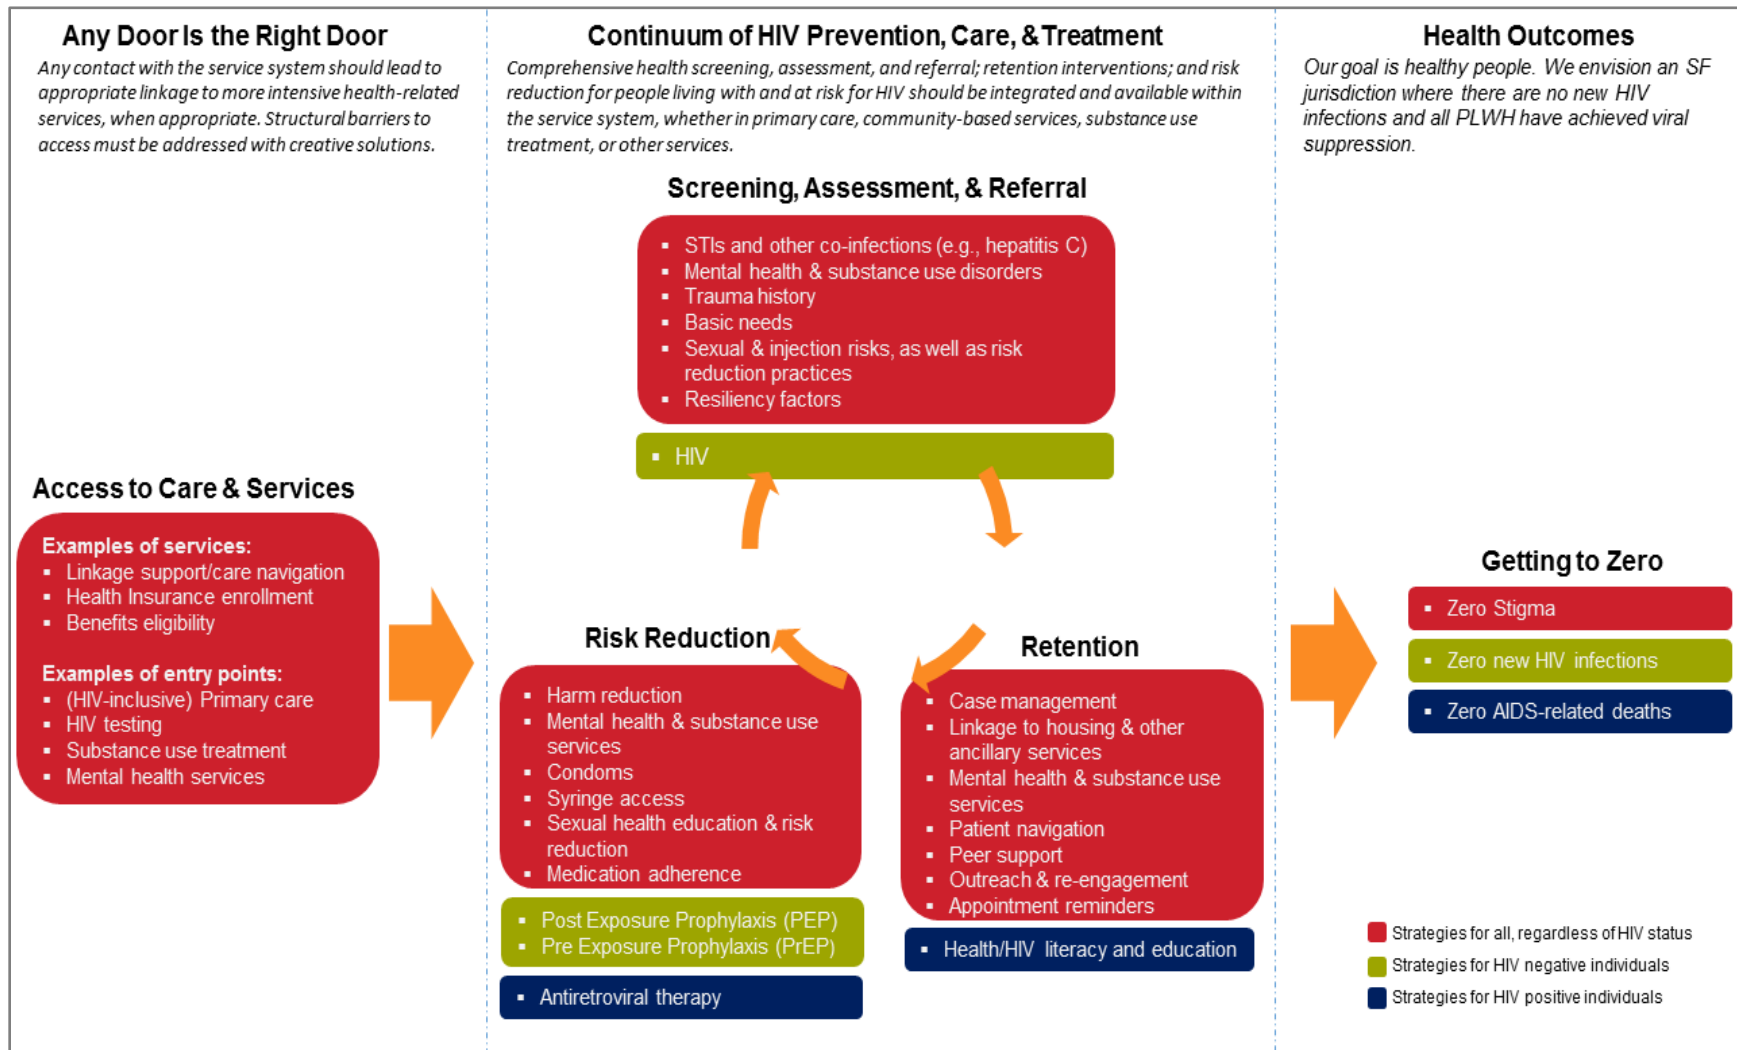 Any Door Is the Right Door
Any contact with the service system should lead to
appropriate linkage to more intensive health-related
services, when appropriate. Structural barriers to
access must be addressed with creative solutions.
Access to Care & Services
Examples of services:
▪ Linkage support/care navigation
▪ Health Insurance enrollment
▪ Benefits eligibility
Examples of entry points:
▪ (HIV-inclusive) Primary care
▪ HIV testing
▪ Substance use treatment
▪ Mental health services
Continuum of HIV Prevention, Care, & Treatment
Comprehensive health screening, assessment, and referral; retention interventions; and risk
reduction for people living with and at risk for HIV should be integrated and available within
the service system, whether in primary care, community-based services, substance use
treatment, or other services.
Screening, Assessment, & Referral
▪ STIs and other co-infections (e.g., hepatitis C)
▪ Mental health & substance use disorders
▪ Trauma history
▪ Basic needs
▪ Sexual & injection risks, as well as risk
reduction practices
▪ Resiliency factors
▪ HIV
Risk Reduction
▪ Harm reduction
▪ Mental health & substance use
services
▪ Condoms
▪ Syringe access
▪ Sexual health education & risk
reduction
▪ Medication adherence
▪ Post Exposure Prophylaxis (PEP)
▪ Pre Exposure Prophylaxis (PrEP)
▪ Antiretroviral therapy
Retention
▪ Case management
▪ Linkage to housing & other
ancillary services
▪ Mental health & substance use
services
▪ Patient navigation
▪ Peer support
▪ Outreach & re-engagement
▪ Appointment reminders
▪ Health/HIV literacy and education
Health Outcomes
Our goal is healthy people. We envision an SF
jurisdiction where there are no new HIV
infections and all PLWH have achieved viral
suppression.
Getting to Zero
▪ Zero Stigma
▪ Zero new HIV infections
▪ Zero AIDS-related deaths
Strategies for all, regardless of HIV status
Strategies for HIV negative individuals
Strategies for HIV positive individuals